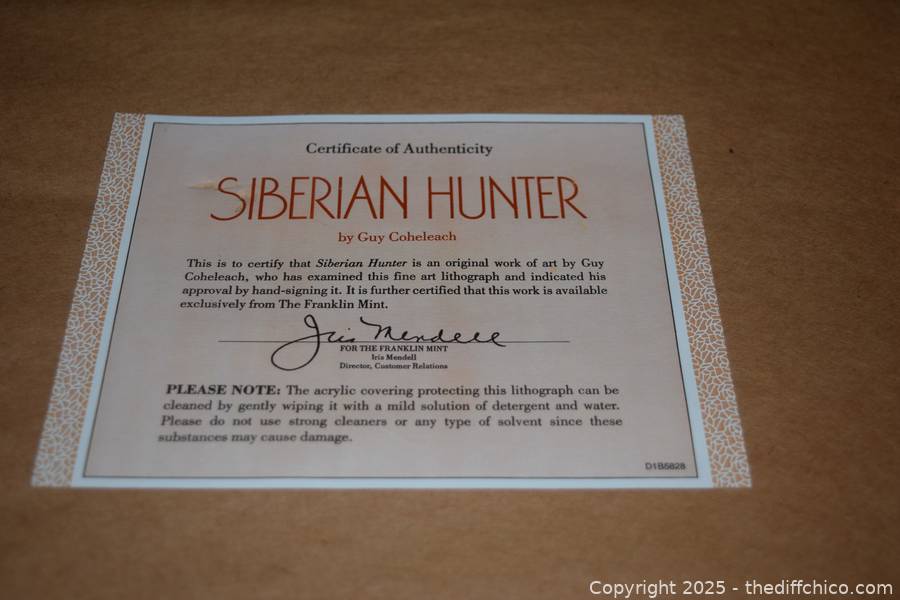 Certificate of Authenticity
SIBERIAN HUNTER
by Guy Coheleach
This is to certify that Siberian Hunter is an original work of art by Guy
Coheleach, who has examined this fine art lithograph and indicated his
approval by hand-signing it. It is further certified that this work is available
exclusively from The Franklin Mint.
Iris Mendell
FOR THE FRANKLIN MINT
Iris Mendell
Director, Customer Relations
PLEASE NOTE: The acrylic covering protecting this lithograph can be
cleaned by gently wiping it with a mild solution of detergent and water.
Please do not use strong cleaners or any type of solvent since these
substances may cause damage.
D1B5828
Copyright 2025 - thediffchico.com